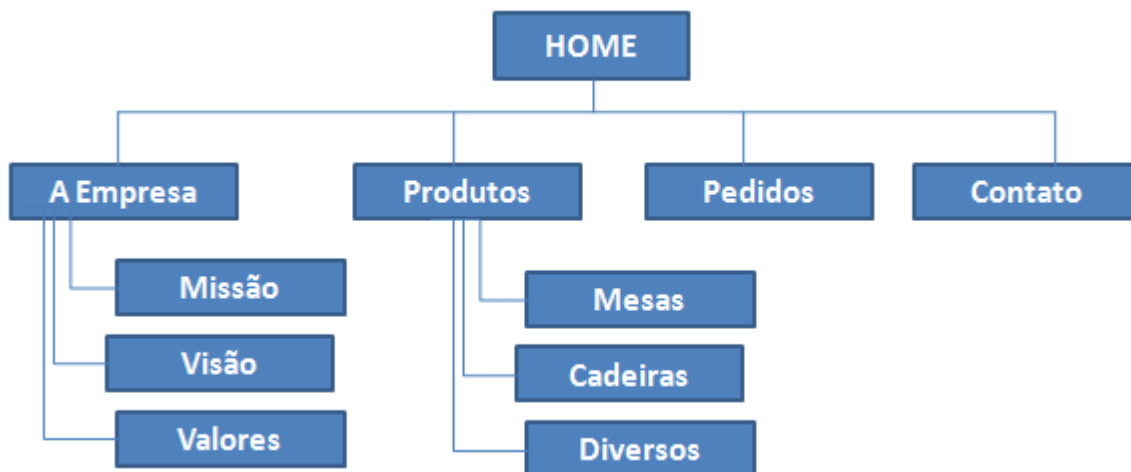 HOME
A Empresa
Produtos
Pedidos
Contato
Missão
Visão
Valores
Mesas
Cadeiras
Diversos